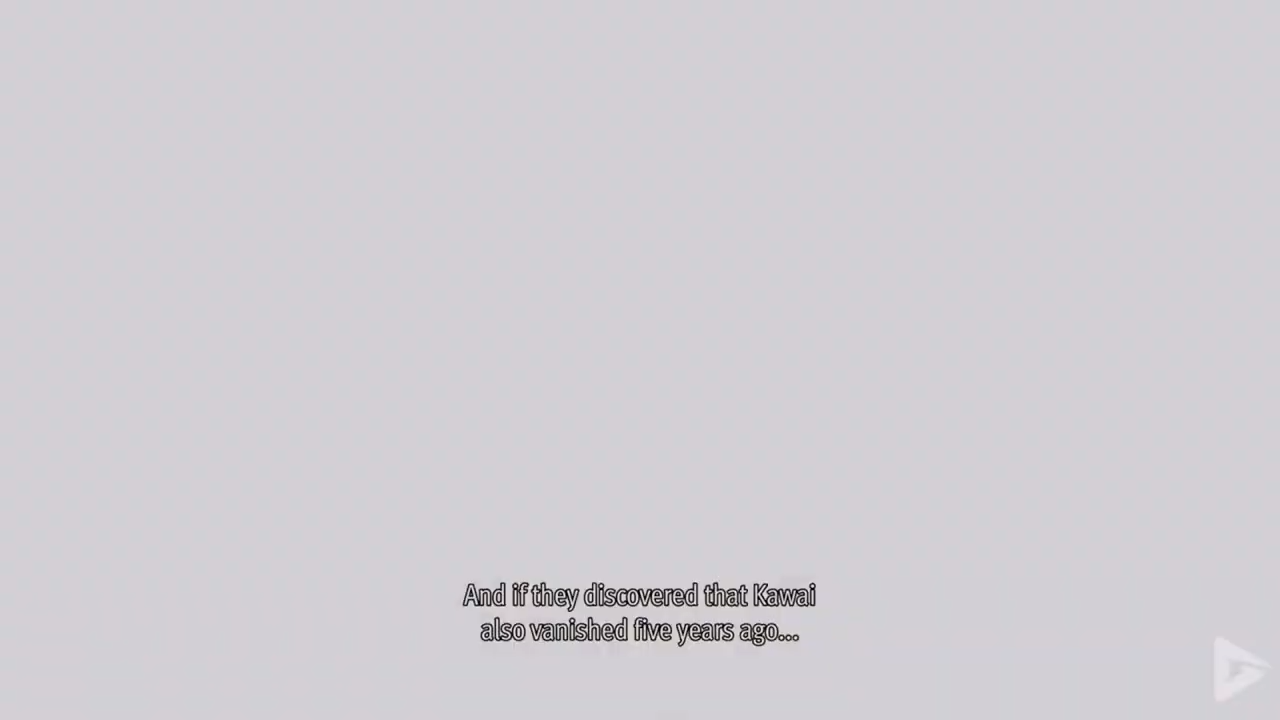 And if they discovered that Kawai
also vanished five years ago...